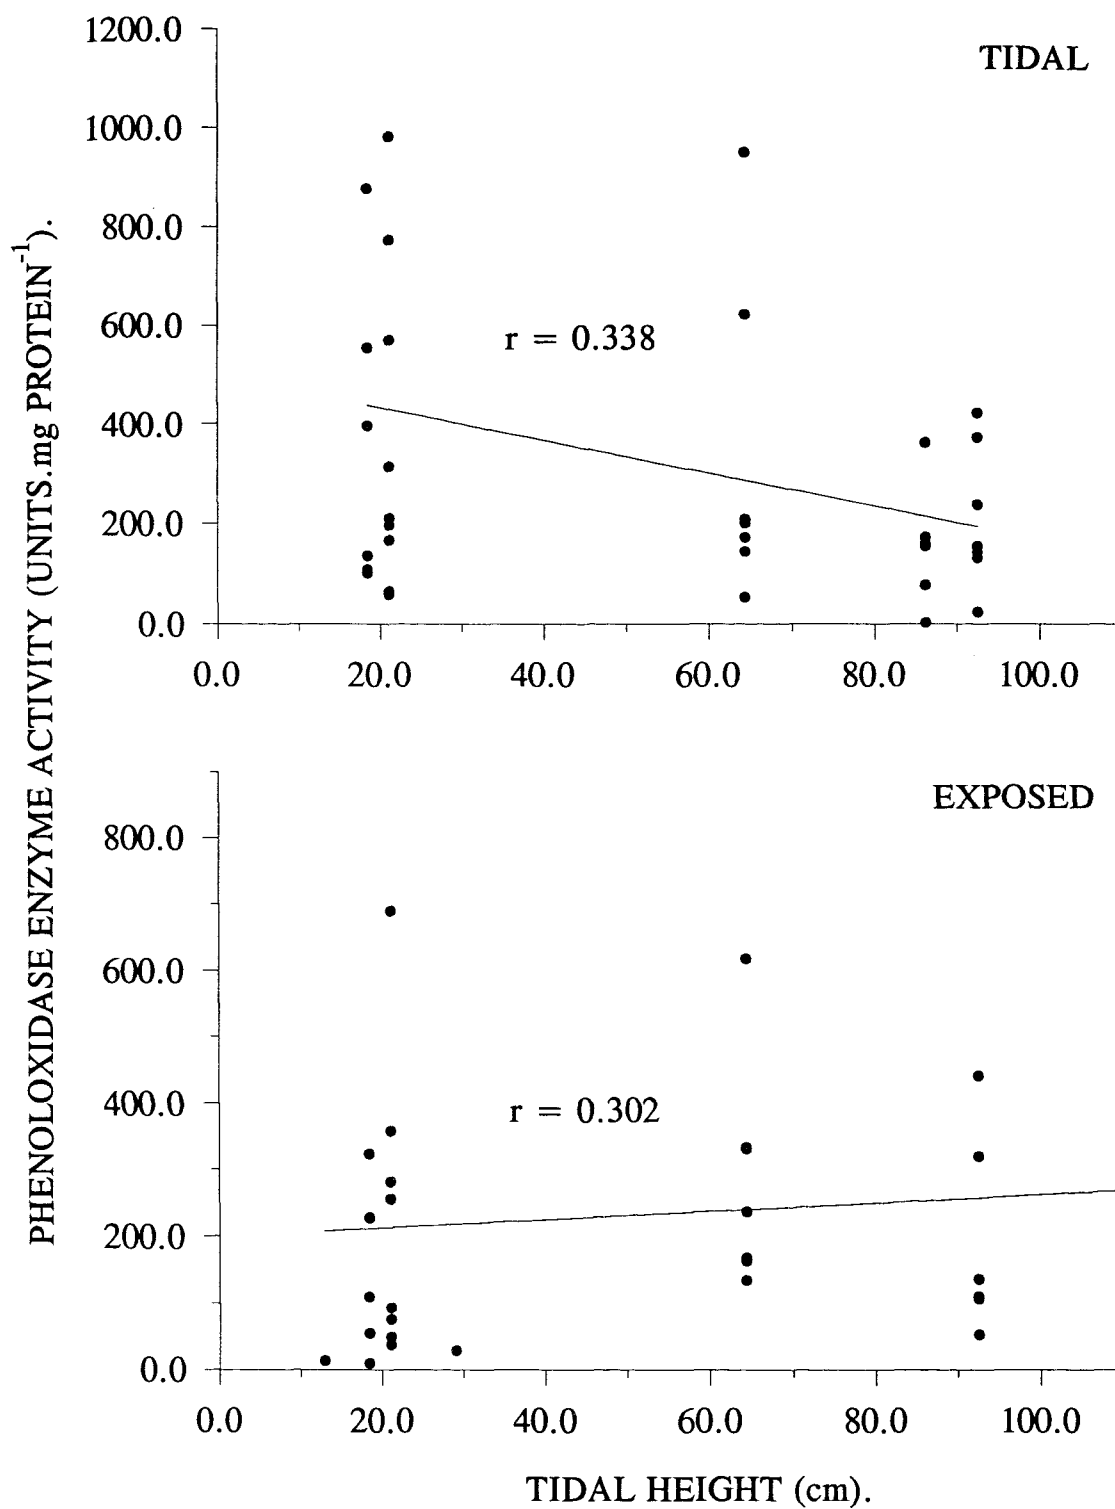 PHENOLOXIDASE ENZYME ACTIVITY (UNITS.mg PROTEIN⁻¹).
TIDAL
1200.0
1000.0
800.0
600.0
400.0
200.0
0.0
r = 0.338
0.0 20.0 40.0 60.0 80.0 100.0
EXPOSED
800.0
600.0
400.0
200.0
0.0
r = 0.302
0.0 20.0 40.0 60.0 80.0 100.0
TIDAL HEIGHT (cm).